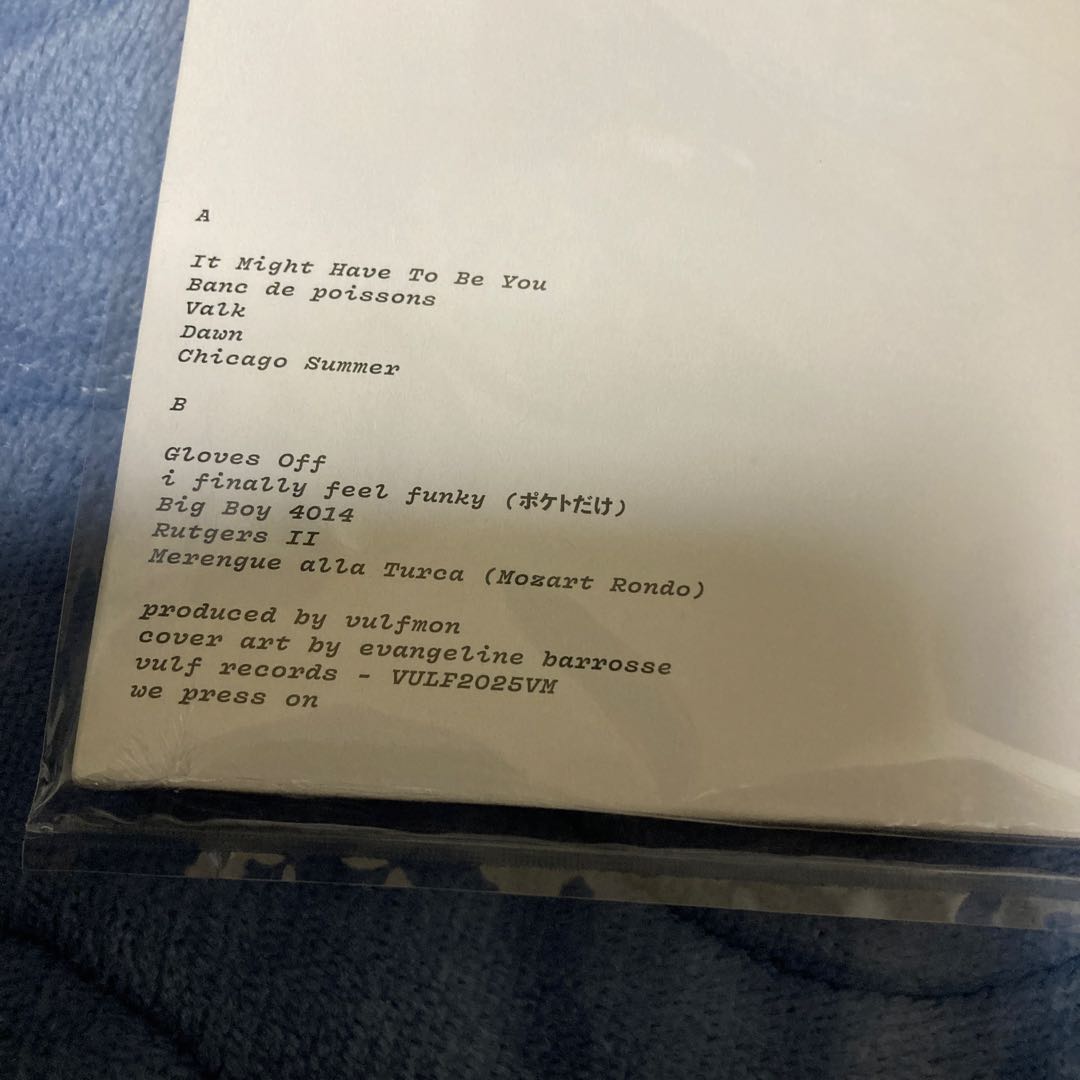 A
It Might Have To Be You
Banc de poissons
Valk
Dawn
Chicago Summer
B
Gloves Off
i finally feel funky (ポケトだけ)
Big Boy 4014
Rutgers II
Merengue alla Turca (Mozart Rondo)
produced by vulfmon
cover art by evangeline barrosse
vulf records - VULF2025VM
we press on